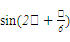 sin(2□ + □/6)